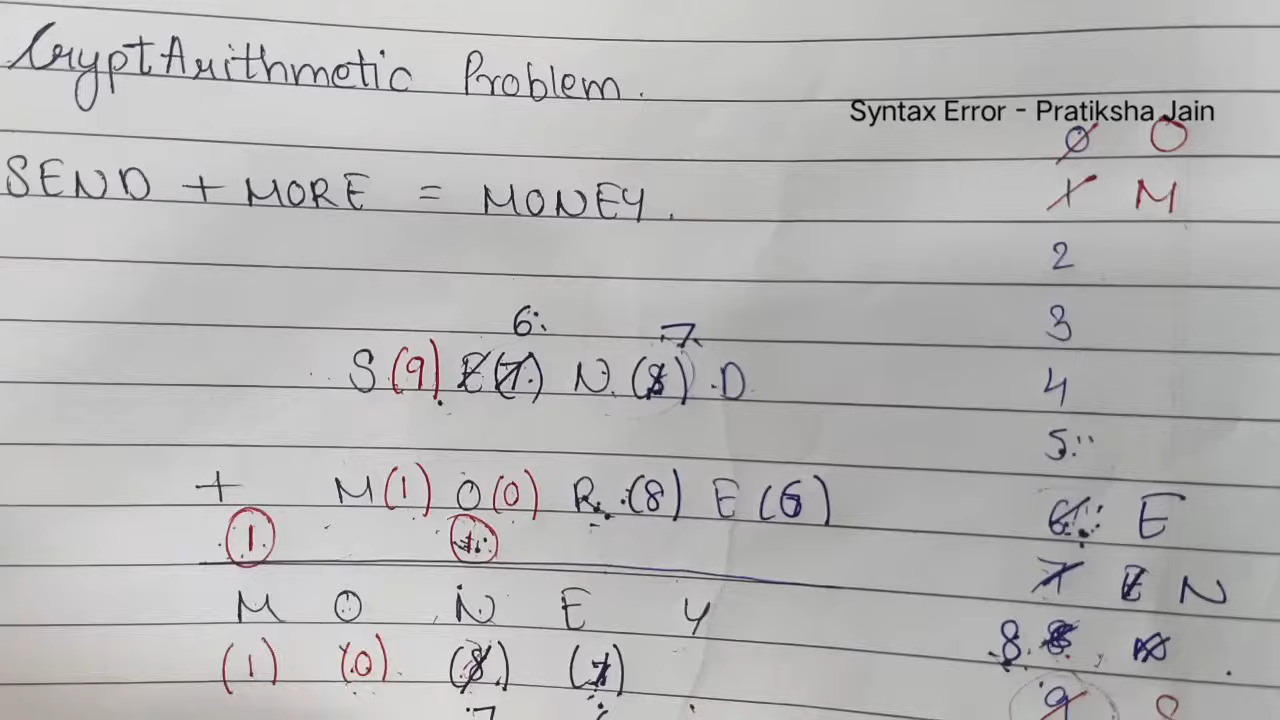 CryptArithmetic Problem.
Syntax Error - Pratiksha Jain
0 O
SEND + MORE = MONEY.
1 M
2
3
6
7
S (9) E (7) N (8) D
4
5
+ M (1) O (0) R (8) E (6)
6 E
1 1
7 E N
M O N E Y
8 8
(1) (0) (8) (7)
9 S
7